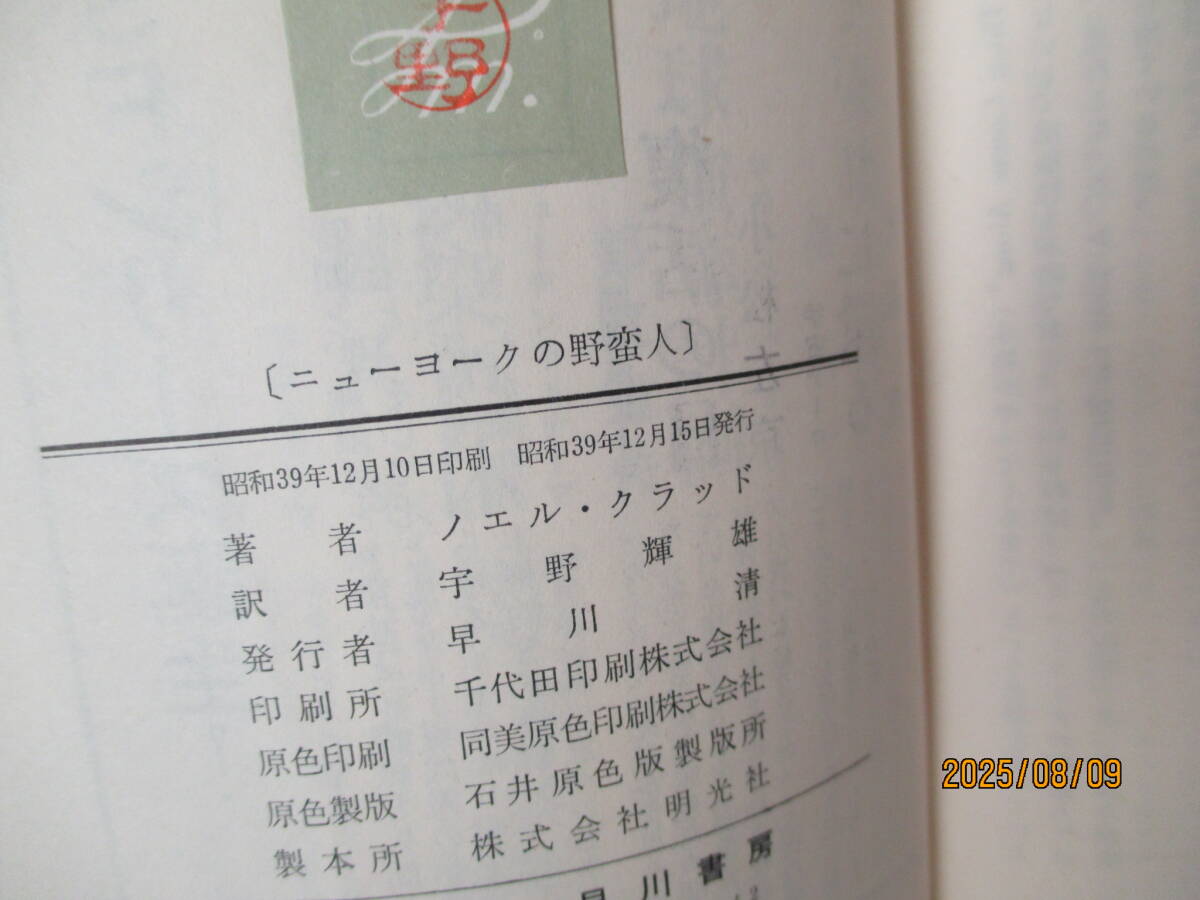 野
〔ニューヨークの野蛮人〕
昭和39年12月10日印刷 昭和39年12月15日発行
著者 ノエル・クラッド
訳者 宇野輝雄
発行者 早川清
印刷所 千代田印刷株式会社
原色印刷 同美原色印刷株式会社
原色製版 石井原色版製版所
製本所 株式会社明光社
早川書房
2025/08/09